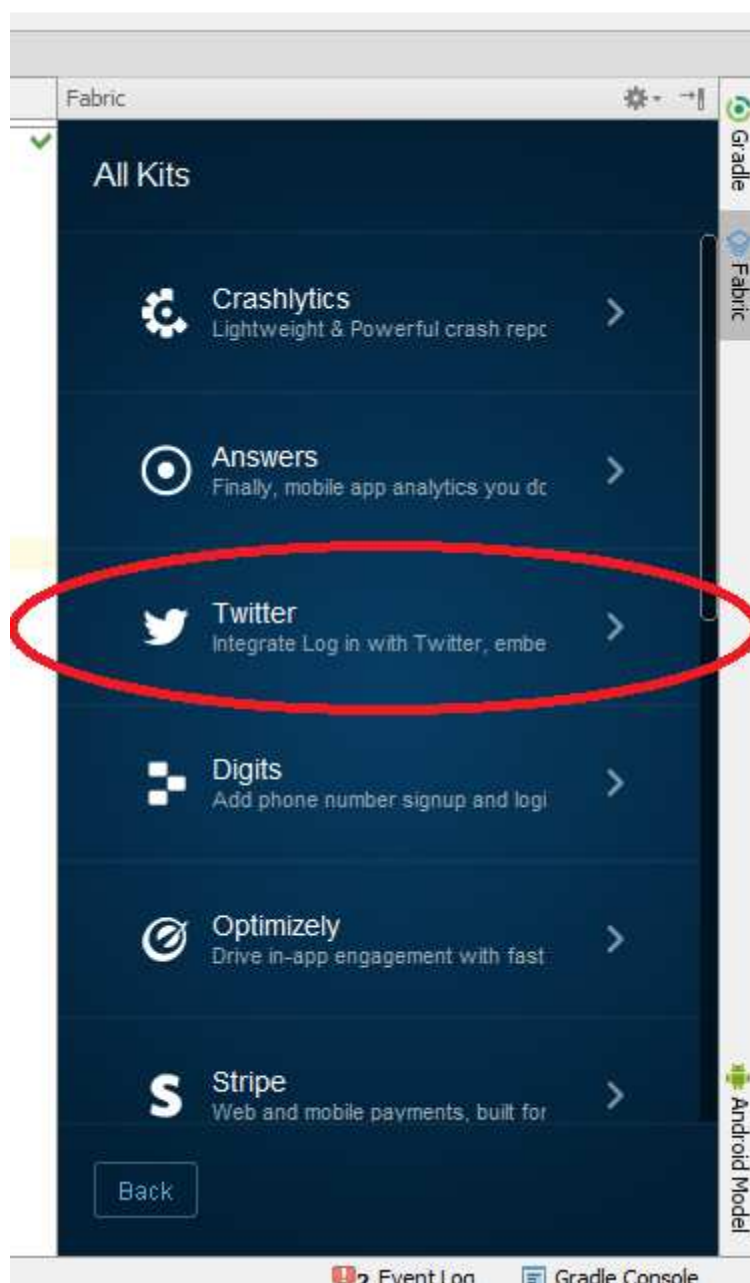 Fabric
All Kits
Crashlytics
Lightweight & Powerful crash repc
Answers
Finally, mobile app analytics you dc
Twitter
Integrate Log in with Twitter, embe
Digits
Add phone number signup and logi
Optimizely
Drive in-app engagement with fast
Stripe
Web and mobile payments, built for
Back
Gradle
Fabric
Android Model
2 Event Log
Gradle Console